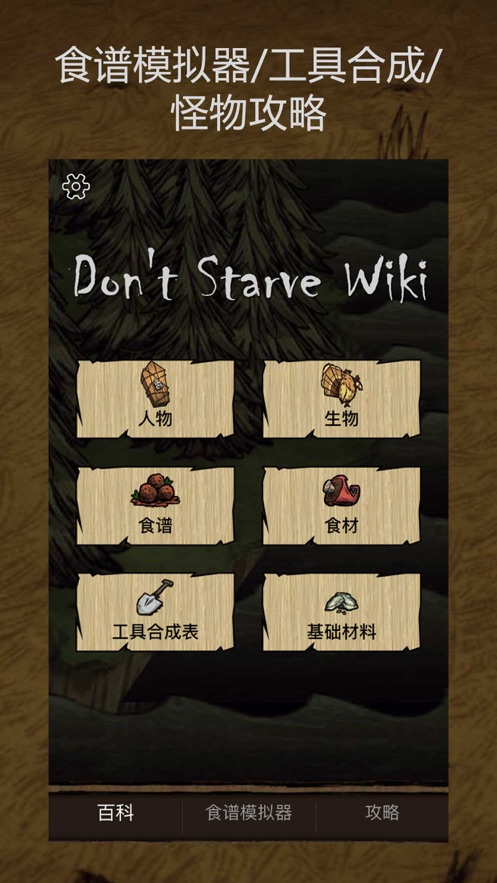 食谱模拟器/工具合成/
怪物攻略
Don't Starve Wiki
人物
生物
食谱
食材
工具合成表
基础材料
百科
食谱模拟器
攻略